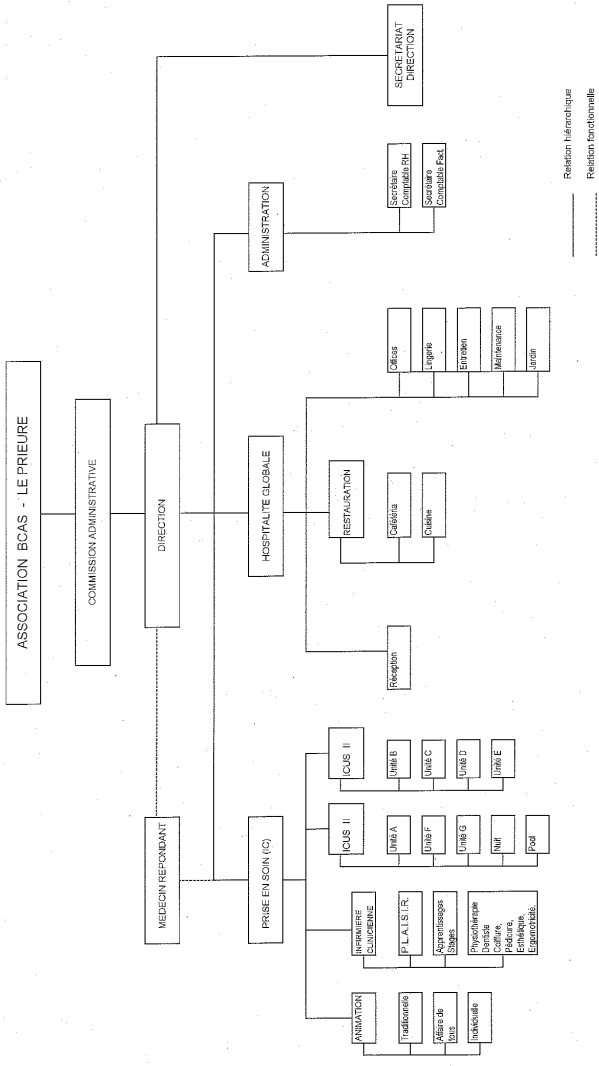 ASSOCIATION BCAS - LE PRIEURE
COMMISSION ADMINISTRATIVE
DIRECTION
MEDECIN REPONDANT
SECRETARIAT
DIRECTION
PRISE EN SOIN (IC)
HOSPITALITE GLOBALE
ADMINISTRATION
ANIMATION
Traditionnelle
Affaire de
tous
Individuelle
INFIRMIERE
CLINICIENNE
P.L.A.I.S.I.R.
Apprentissages
Stages
Physiothérapie
Dentiste
Coiffure,
Pédicure,
Esthétique,
Ergomotricité.
ICUS II
Unité A
Unité F
Unité G
Nuit
Pool
ICUS II
Unité B
Unité C
Unité D
Unité E
Réception
RESTAURATION
Cafétéria
Cuisine
Offices
Lingerie
Entretien
Maintenance
Jardin
Secrétaire
Comptable RH
Secrétaire
Comptable Fact.
Relation hiérarchique
Relation fonctionnelle